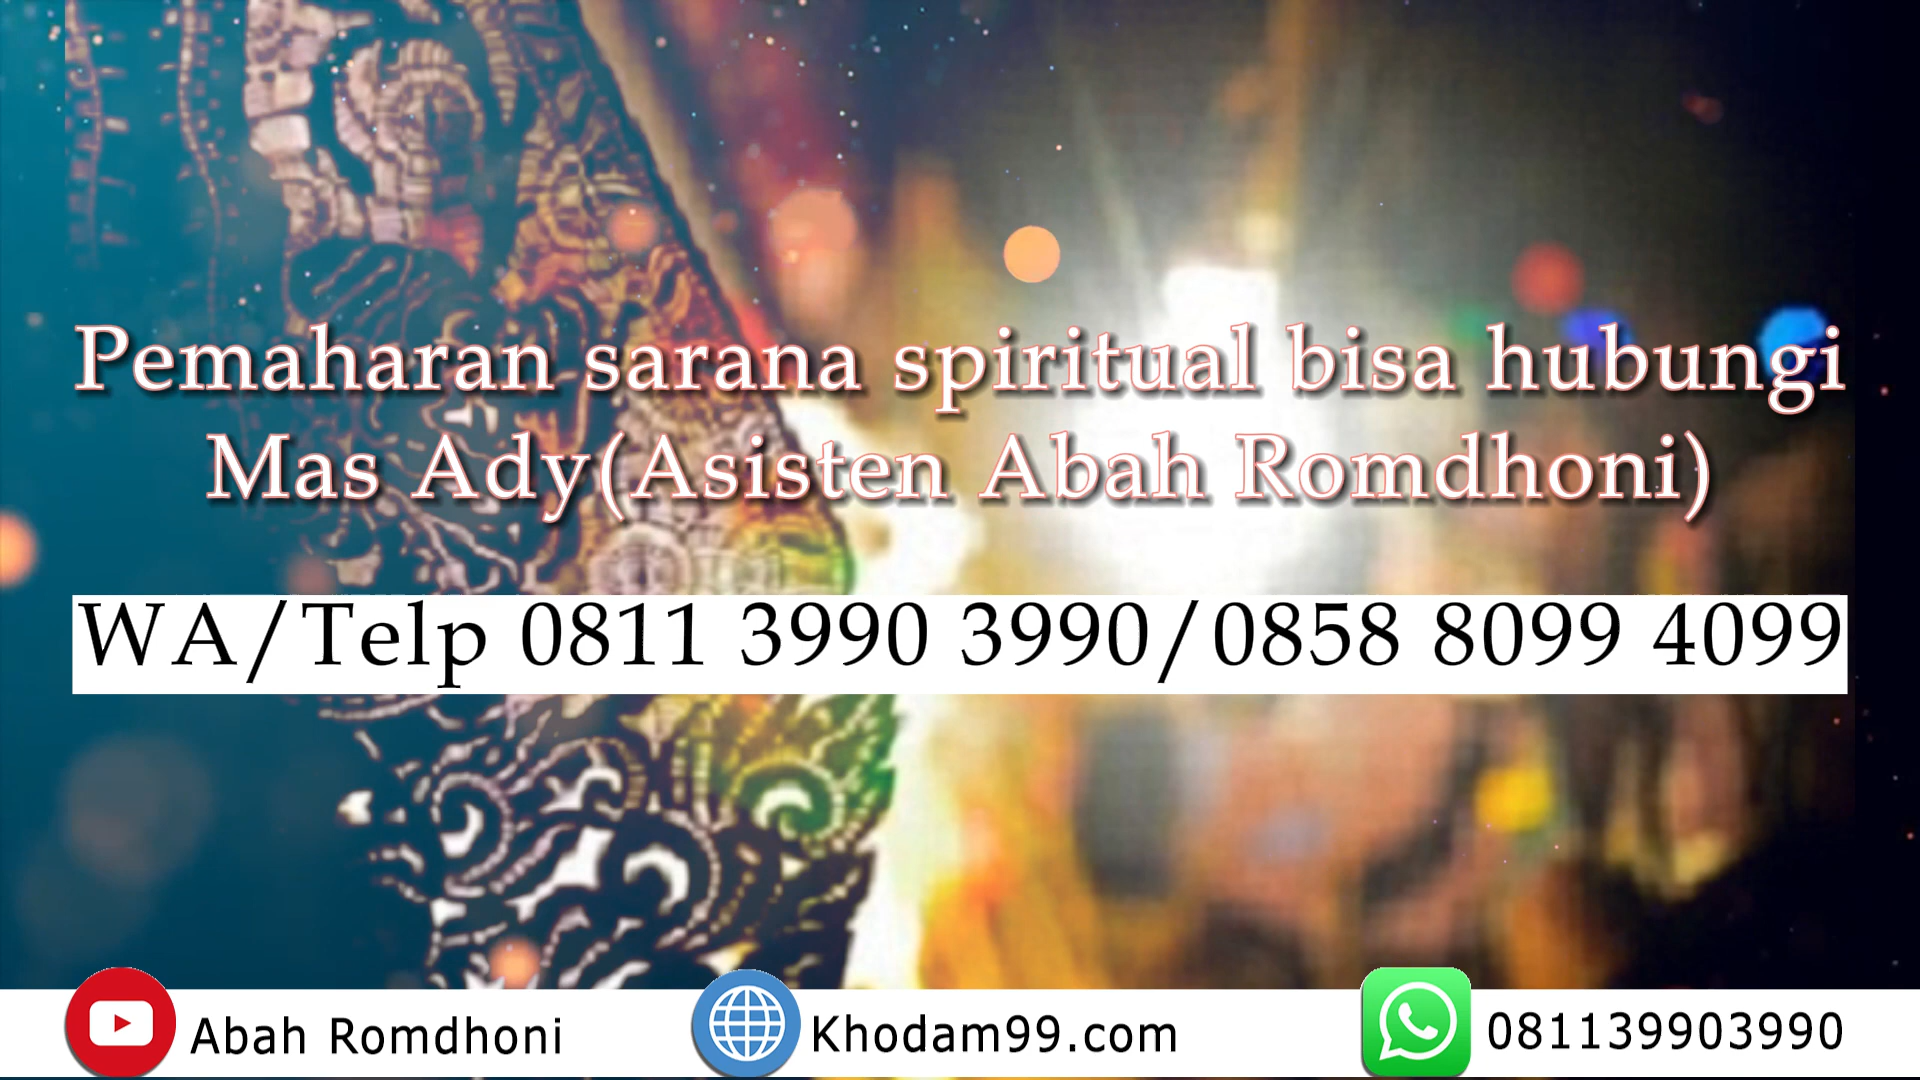 Pemaharan sarana spiritual bisa hubungi
Mas Ady(Asisten Abah Romdhoni)
WA/Telp 0811 3990 3990/0858 8099 4099
Abah Romdhoni
Khodam99.com
081139903990